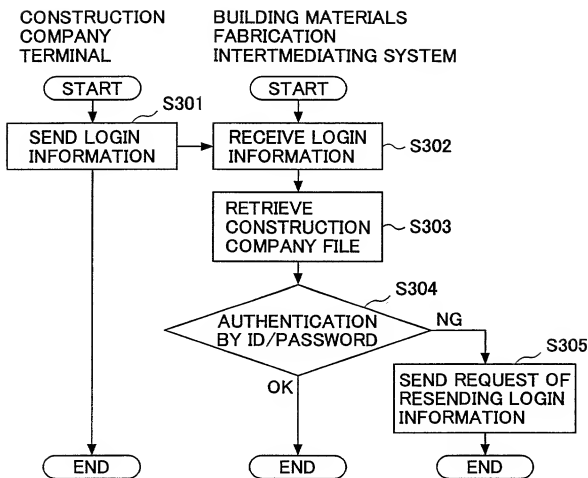 CONSTRUCTION
COMPANY
TERMINAL
BUILDING MATERIALS
FABRICATION
INTERTMEDIATING SYSTEM
START
START
S301
SEND LOGIN
INFORMATION
RECEIVE LOGIN
INFORMATION
S302
RETRIEVE
CONSTRUCTION
COMPANY FILE
S303
S304
AUTHENTICATION
BY ID/PASSWORD
NG
OK
S305
SEND REQUEST OF
RESENDING LOGIN
INFORMATION
END
END
END